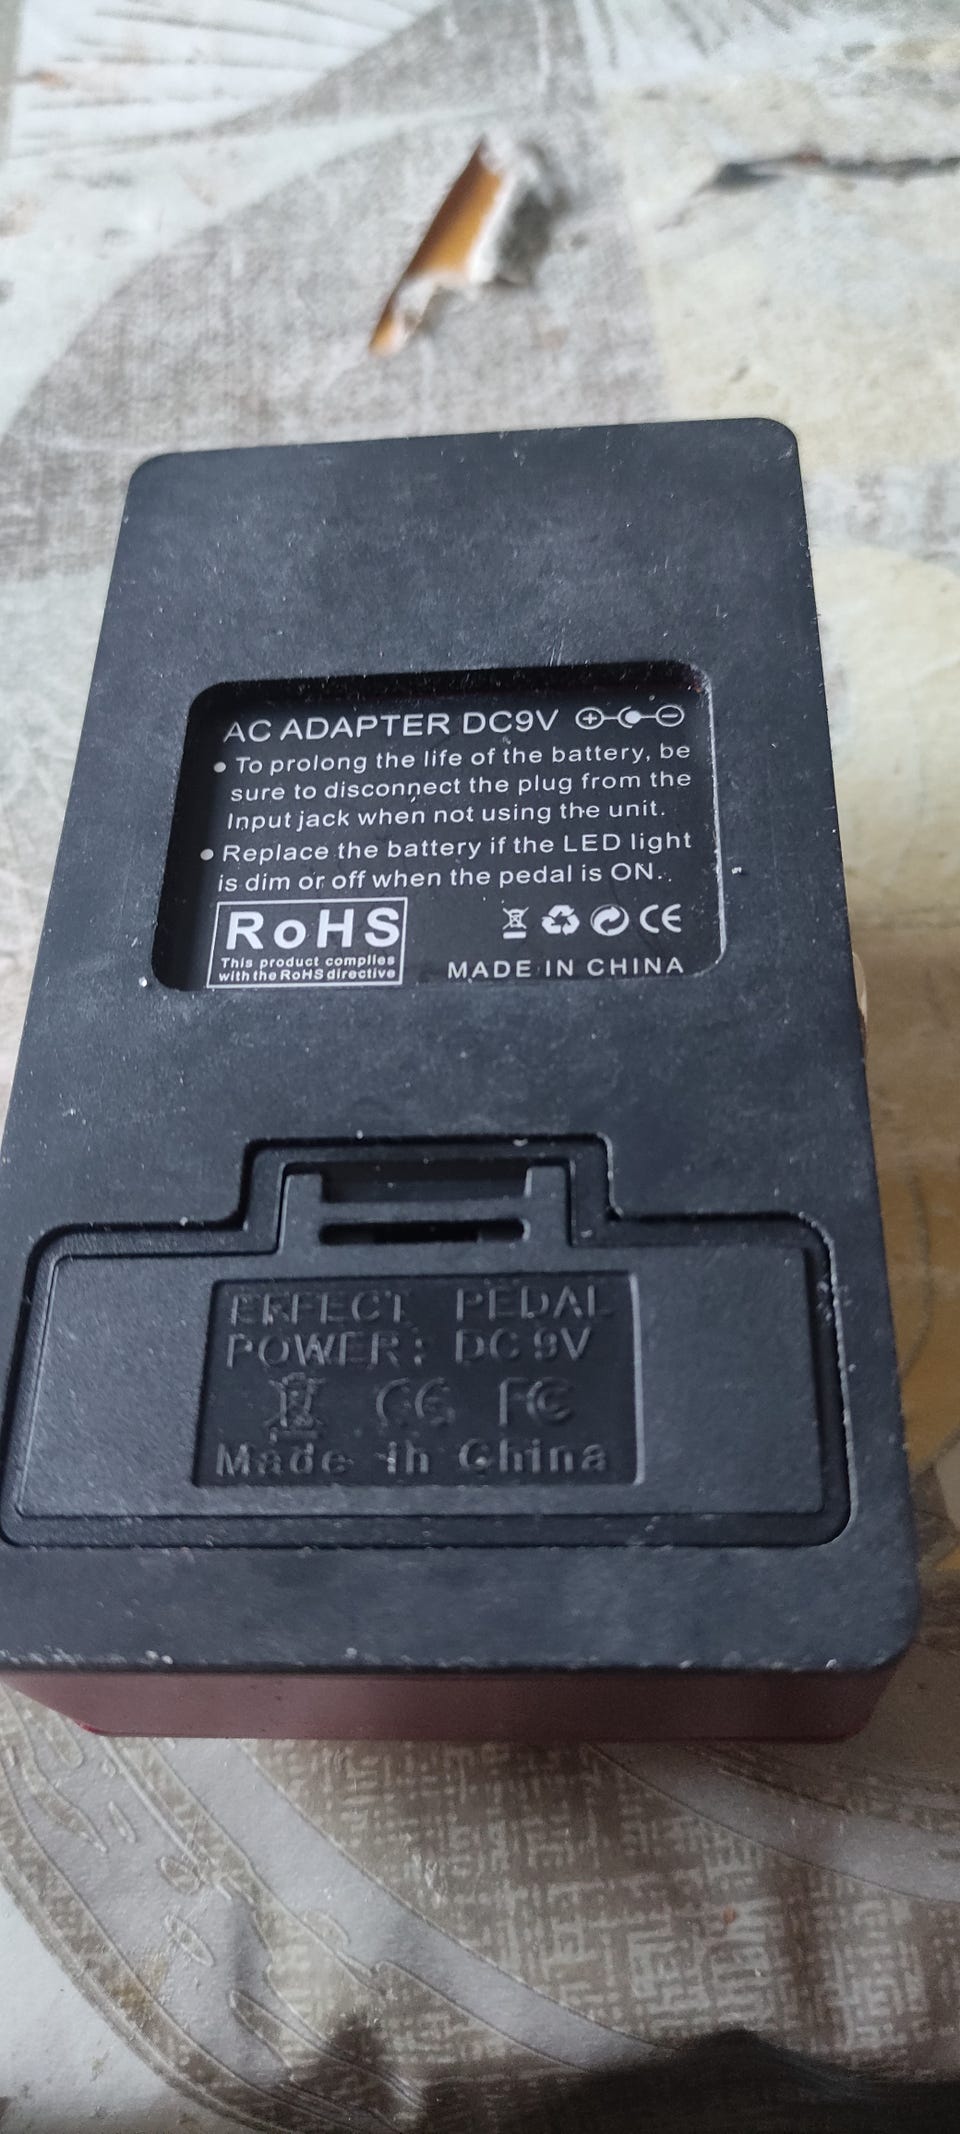 AC ADAPTER DC9V
• To prolong the life of the battery, be
sure to disconnect the plug from the
Input jack when not using the unit.
• Replace the battery if the LED light
is dim or off when the pedal is ON.
RoHS
This product complies
with the RoHS directive
CE
MADE IN CHINA
EFFECT PEDAL
POWER: DC 9V
CE FC
Made in China